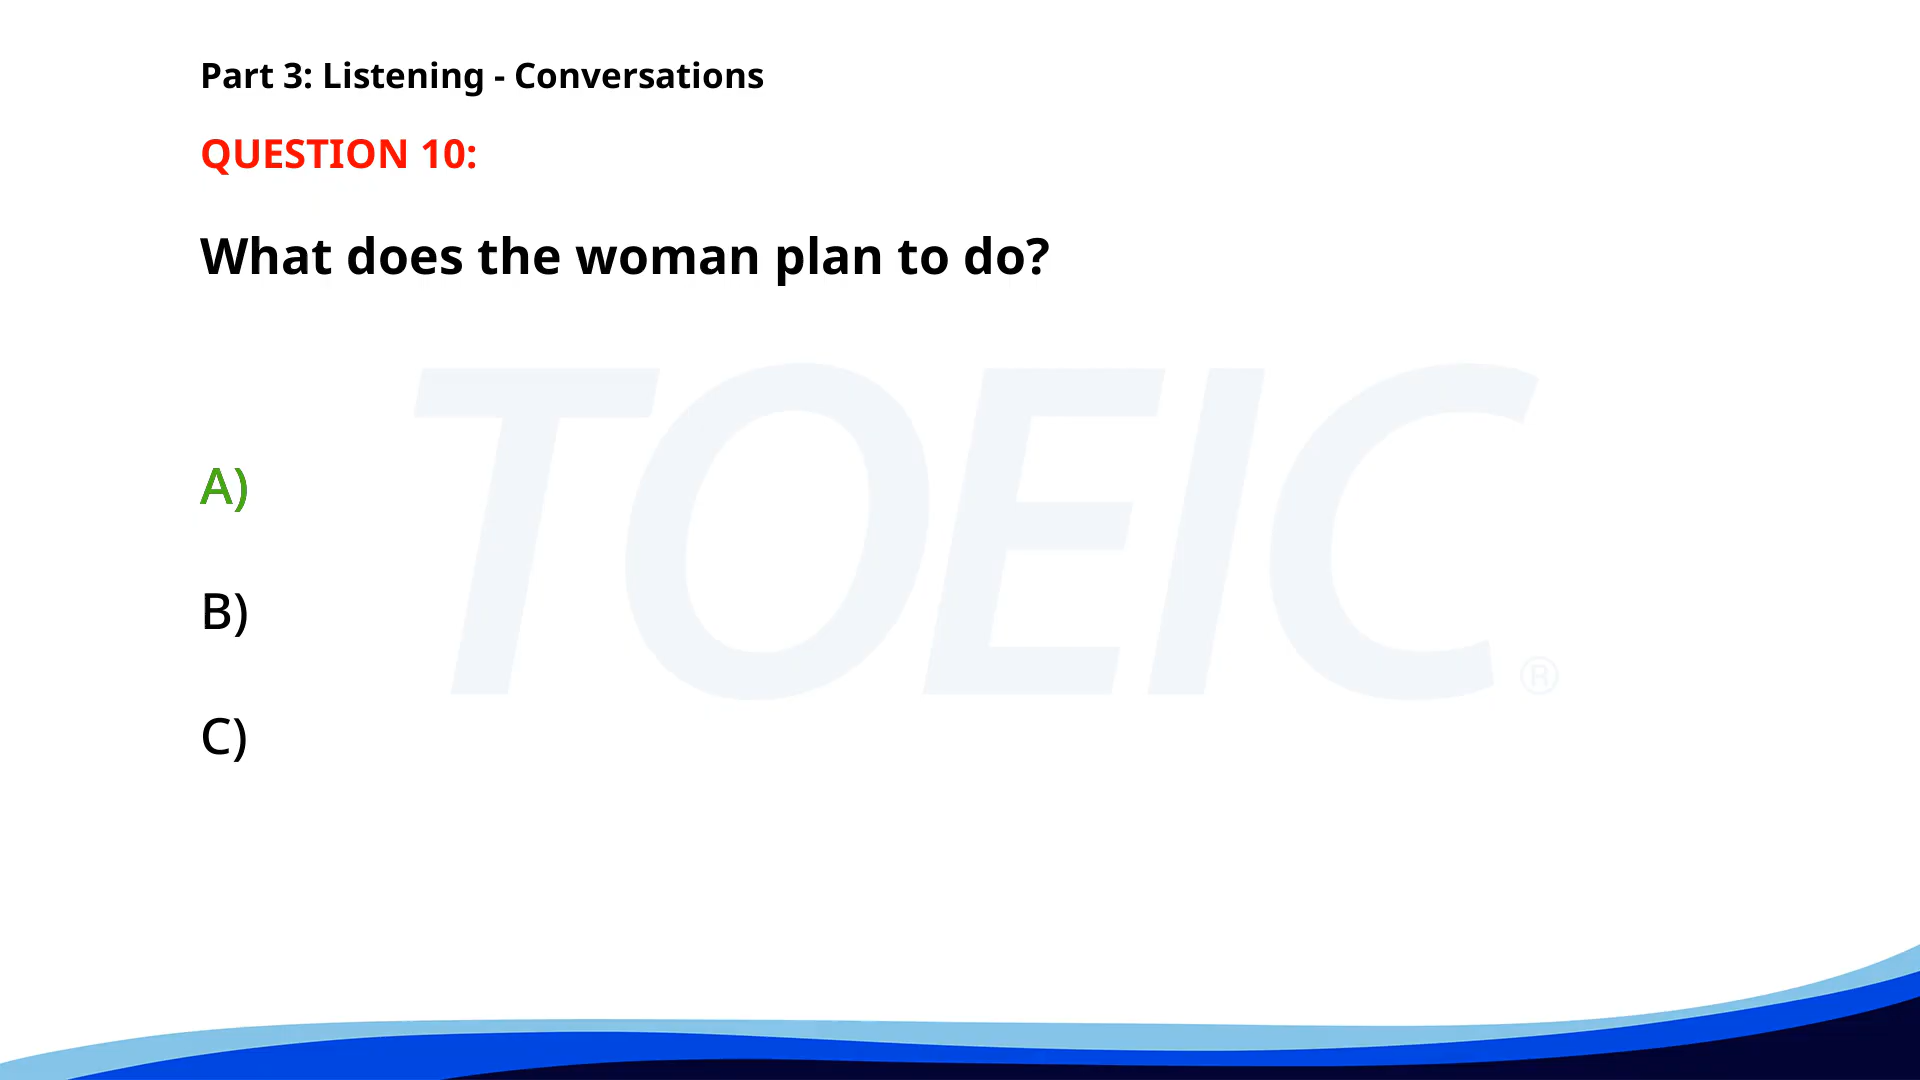 Part 3: Listening - Conversations
QUESTION 10:
What does the woman plan to do?
TOEIC®
A)
B)
C)